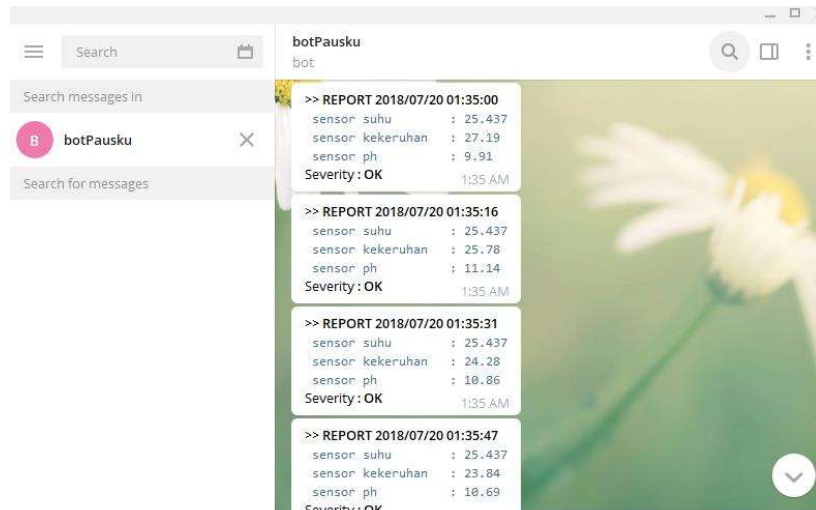 Search
botPausku
bot
Search messages in
B botPausku
Search for messages
>> REPORT 2018/07/20 01:35:00
sensor suhu : 25.437
sensor kekeruhan : 27.19
sensor ph : 9.91
Severity : OK
1:35 AM
>> REPORT 2018/07/20 01:35:16
sensor suhu : 25.437
sensor kekeruhan : 25.78
sensor ph : 11.14
Severity : OK
1:35 AM
>> REPORT 2018/07/20 01:35:31
sensor suhu : 25.437
sensor kekeruhan : 24.28
sensor ph : 10.86
Severity : OK
1:35 AM
>> REPORT 2018/07/20 01:35:47
sensor suhu : 25.437
sensor kekeruhan : 23.84
sensor ph : 10.69
Severity : OK